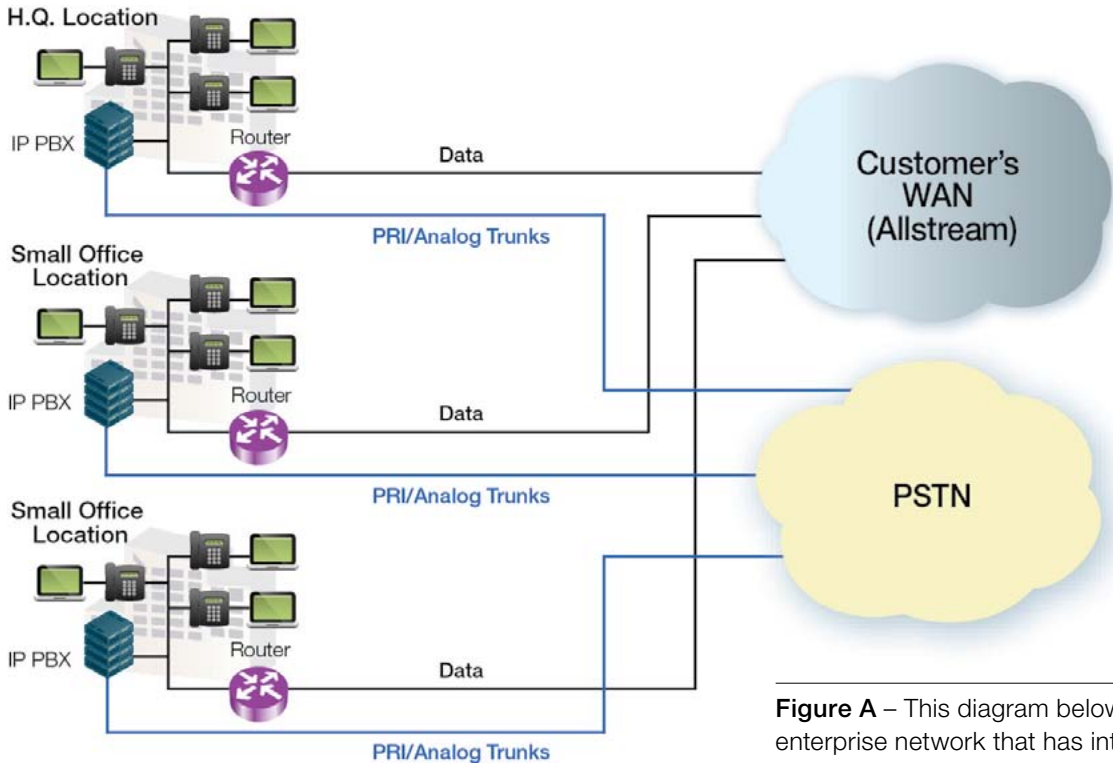 H.Q. Location
IP PBX
Router
Data
PRI/Analog Trunks
Customer's
WAN
(Allstream)
Small Office
Location
IP PBX
Router
Data
PRI/Analog Trunks
PSTN
Small Office
Location
IP PBX
Router
Data
PRI/Analog Trunks
Figure A – This diagram below
enterprise network that has int